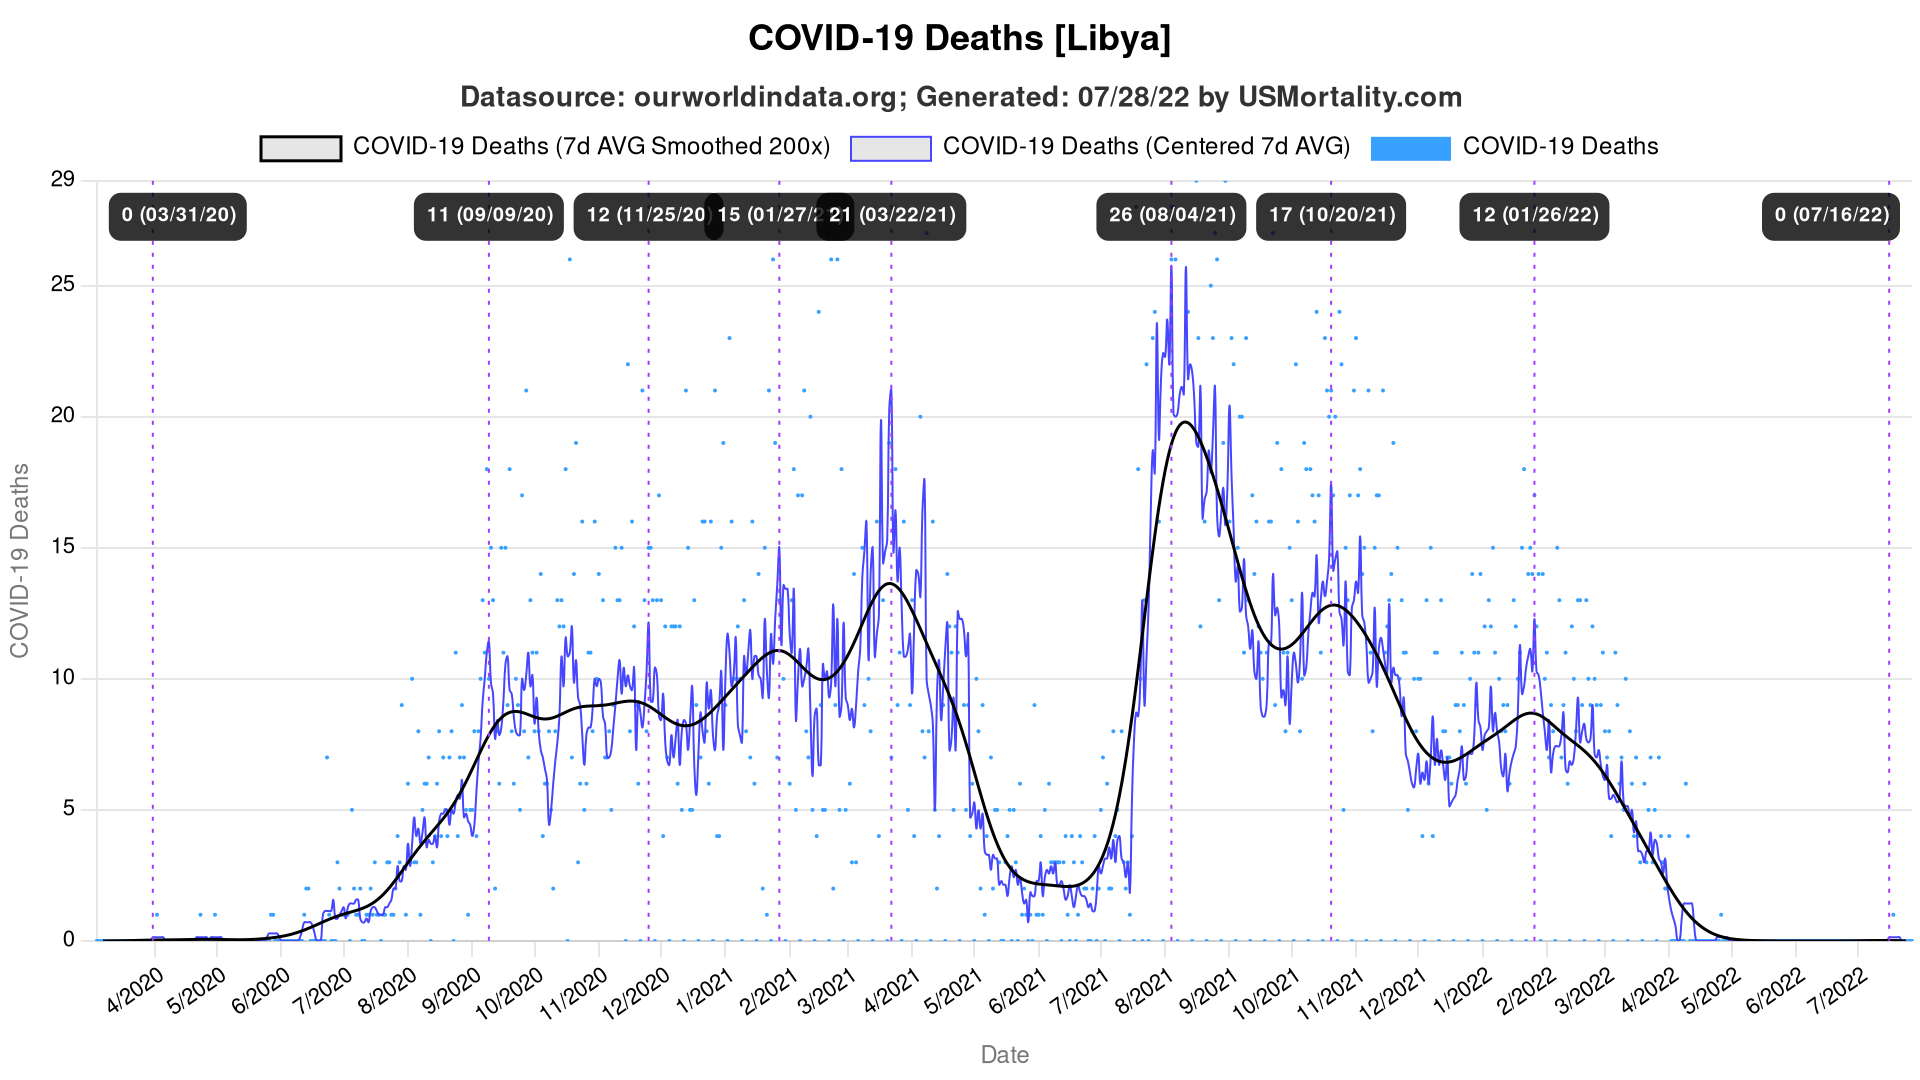 COVID-19 Deaths [Libya]
Datasource: ourworldindata.org; Generated: 07/28/22 by USMortality.com
COVID-19 Deaths (7d AVG Smoothed 200x) COVID-19 Deaths (Centered 7d AVG) COVID-19 Deaths
29
0 (03/31/20) 11 (09/09/20) 12 (11/25/20) 15 (01/27/2 21 (03/22/21) 26 (08/04/21) 17 (10/20/21) 12 (01/26/22) 0 (07/16/22)
25
20
15
10
5
0
COVID-19 Deaths
4/2020 5/2020 6/2020 7/2020 8/2020 9/2020 10/2020 11/2020 12/2020 1/2021 2/2021 3/2021 4/2021 5/2021 6/2021 7/2021 8/2021 9/2021 10/2021 11/2021 12/2021 1/2022 2/2022 3/2022 4/2022 5/2022 6/2022 7/2022
Date